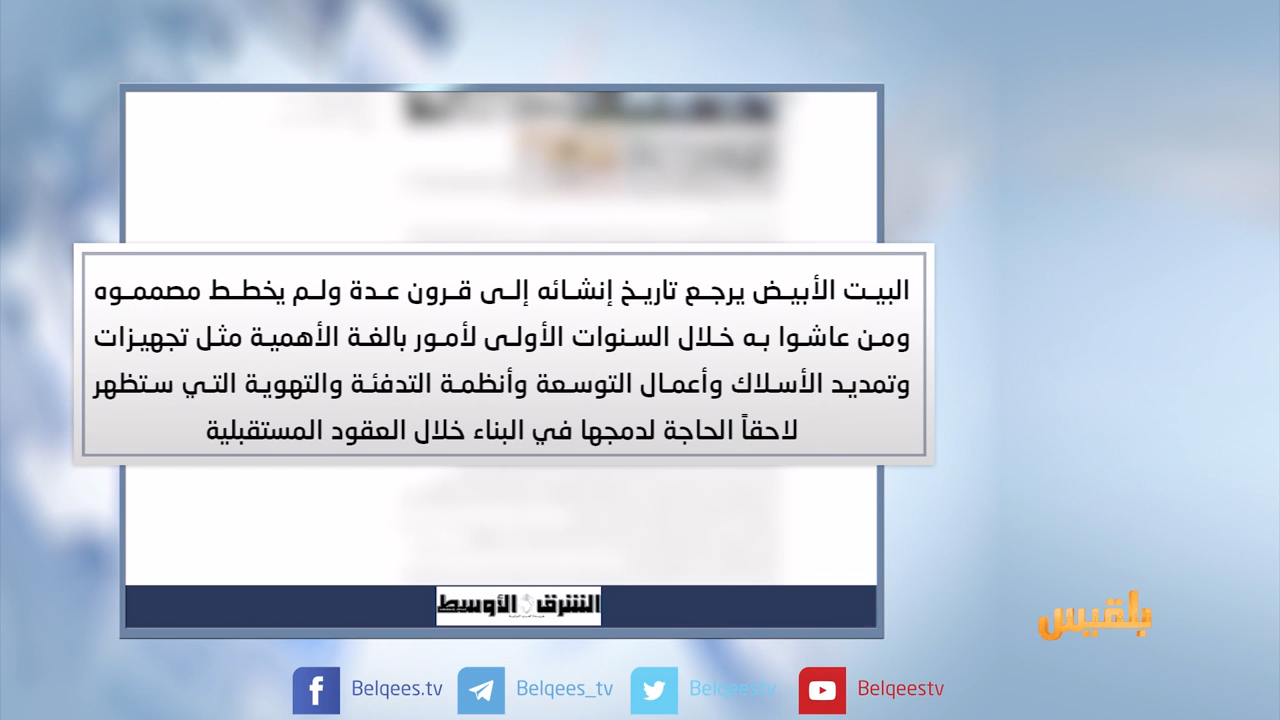 البيت الأبيض يرجع تاريخ إنشائه إلى قرون عدة ولم يخطط مصمموه
ومن عاشوا به خلال السنوات الأولى لأمور بالغة الأهمية مثل تجهيزات
وتمديد الأسلاك وأعمال التوسعة وأنظمة التدفئة والتهوية التي ستظهر
لاحقاً الحاجة لدمجها في البناء خلال العقود المستقبلية
الشرق الأوسط
بلقيس
Belqees.tv Belqees_tv Belqeestv Belqeestv